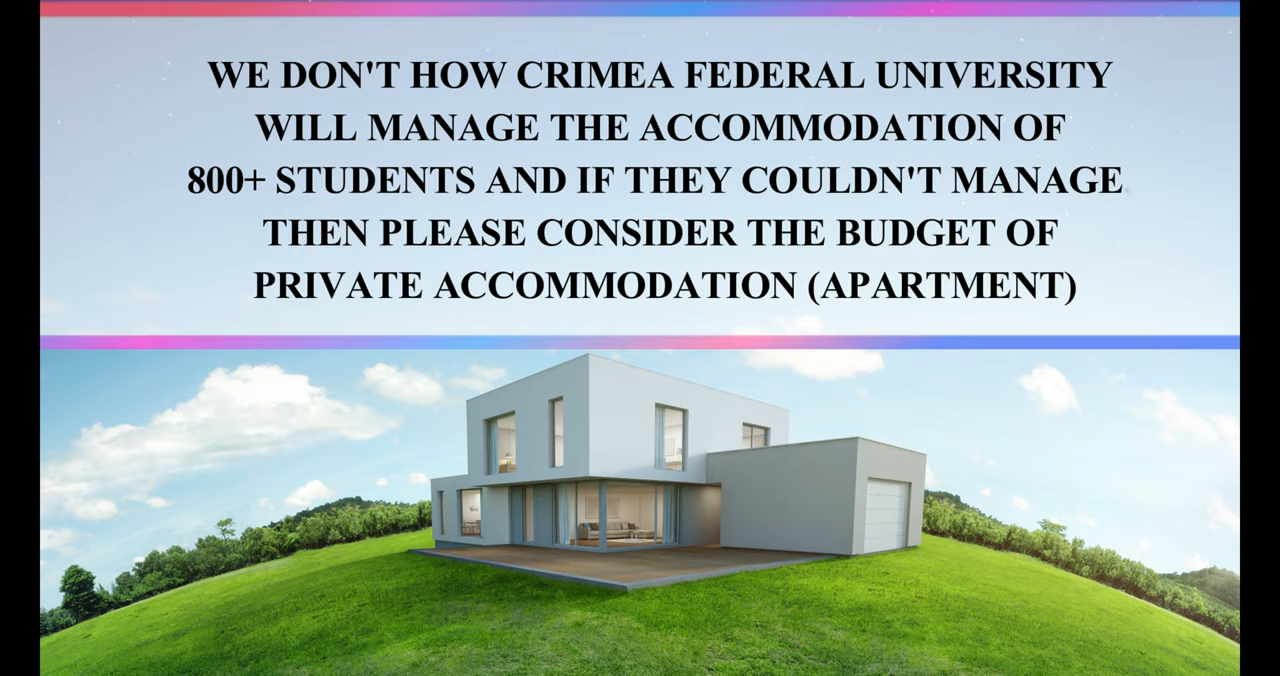 WE DON'T HOW CRIMEA FEDERAL UNIVERSITY
WILL MANAGE THE ACCOMMODATION OF
800+ STUDENTS AND IF THEY COULDN'T MANAGE
THEN PLEASE CONSIDER THE BUDGET OF
PRIVATE ACCOMMODATION (APARTMENT)